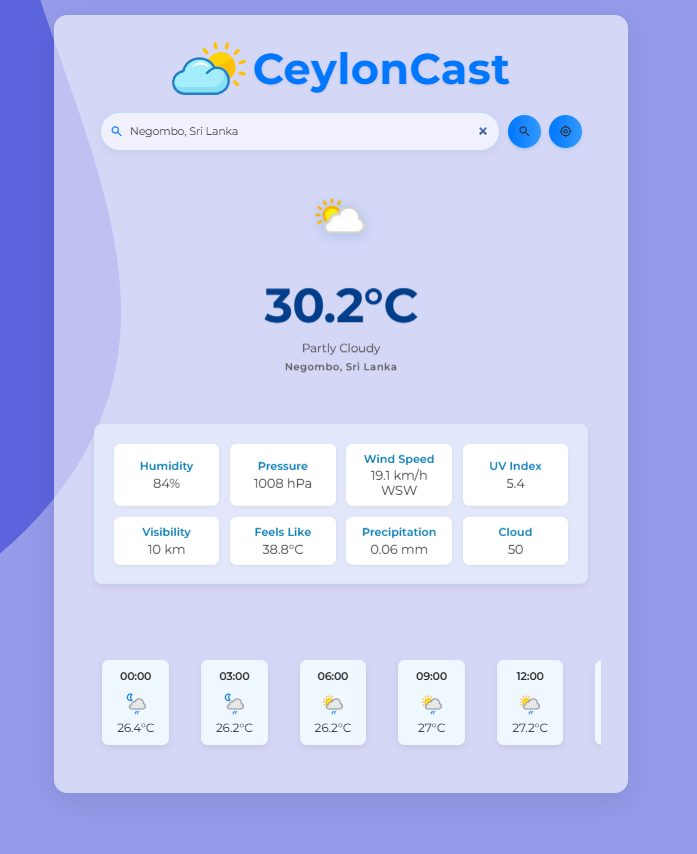 CeylonCast
Negombo, Sri Lanka
30.2°C
Partly Cloudy
Negombo, Sri Lanka
Humidity
84%
Pressure
1008 hPa
Wind Speed
19.1 km/h
WSW
UV Index
5.4
Visibility
10 km
Feels Like
38.8°C
Precipitation
0.06 mm
Cloud
50
00:00
26.4°C
03:00
26.2°C
06:00
26.2°C
09:00
27°C
12:00
27.2°C